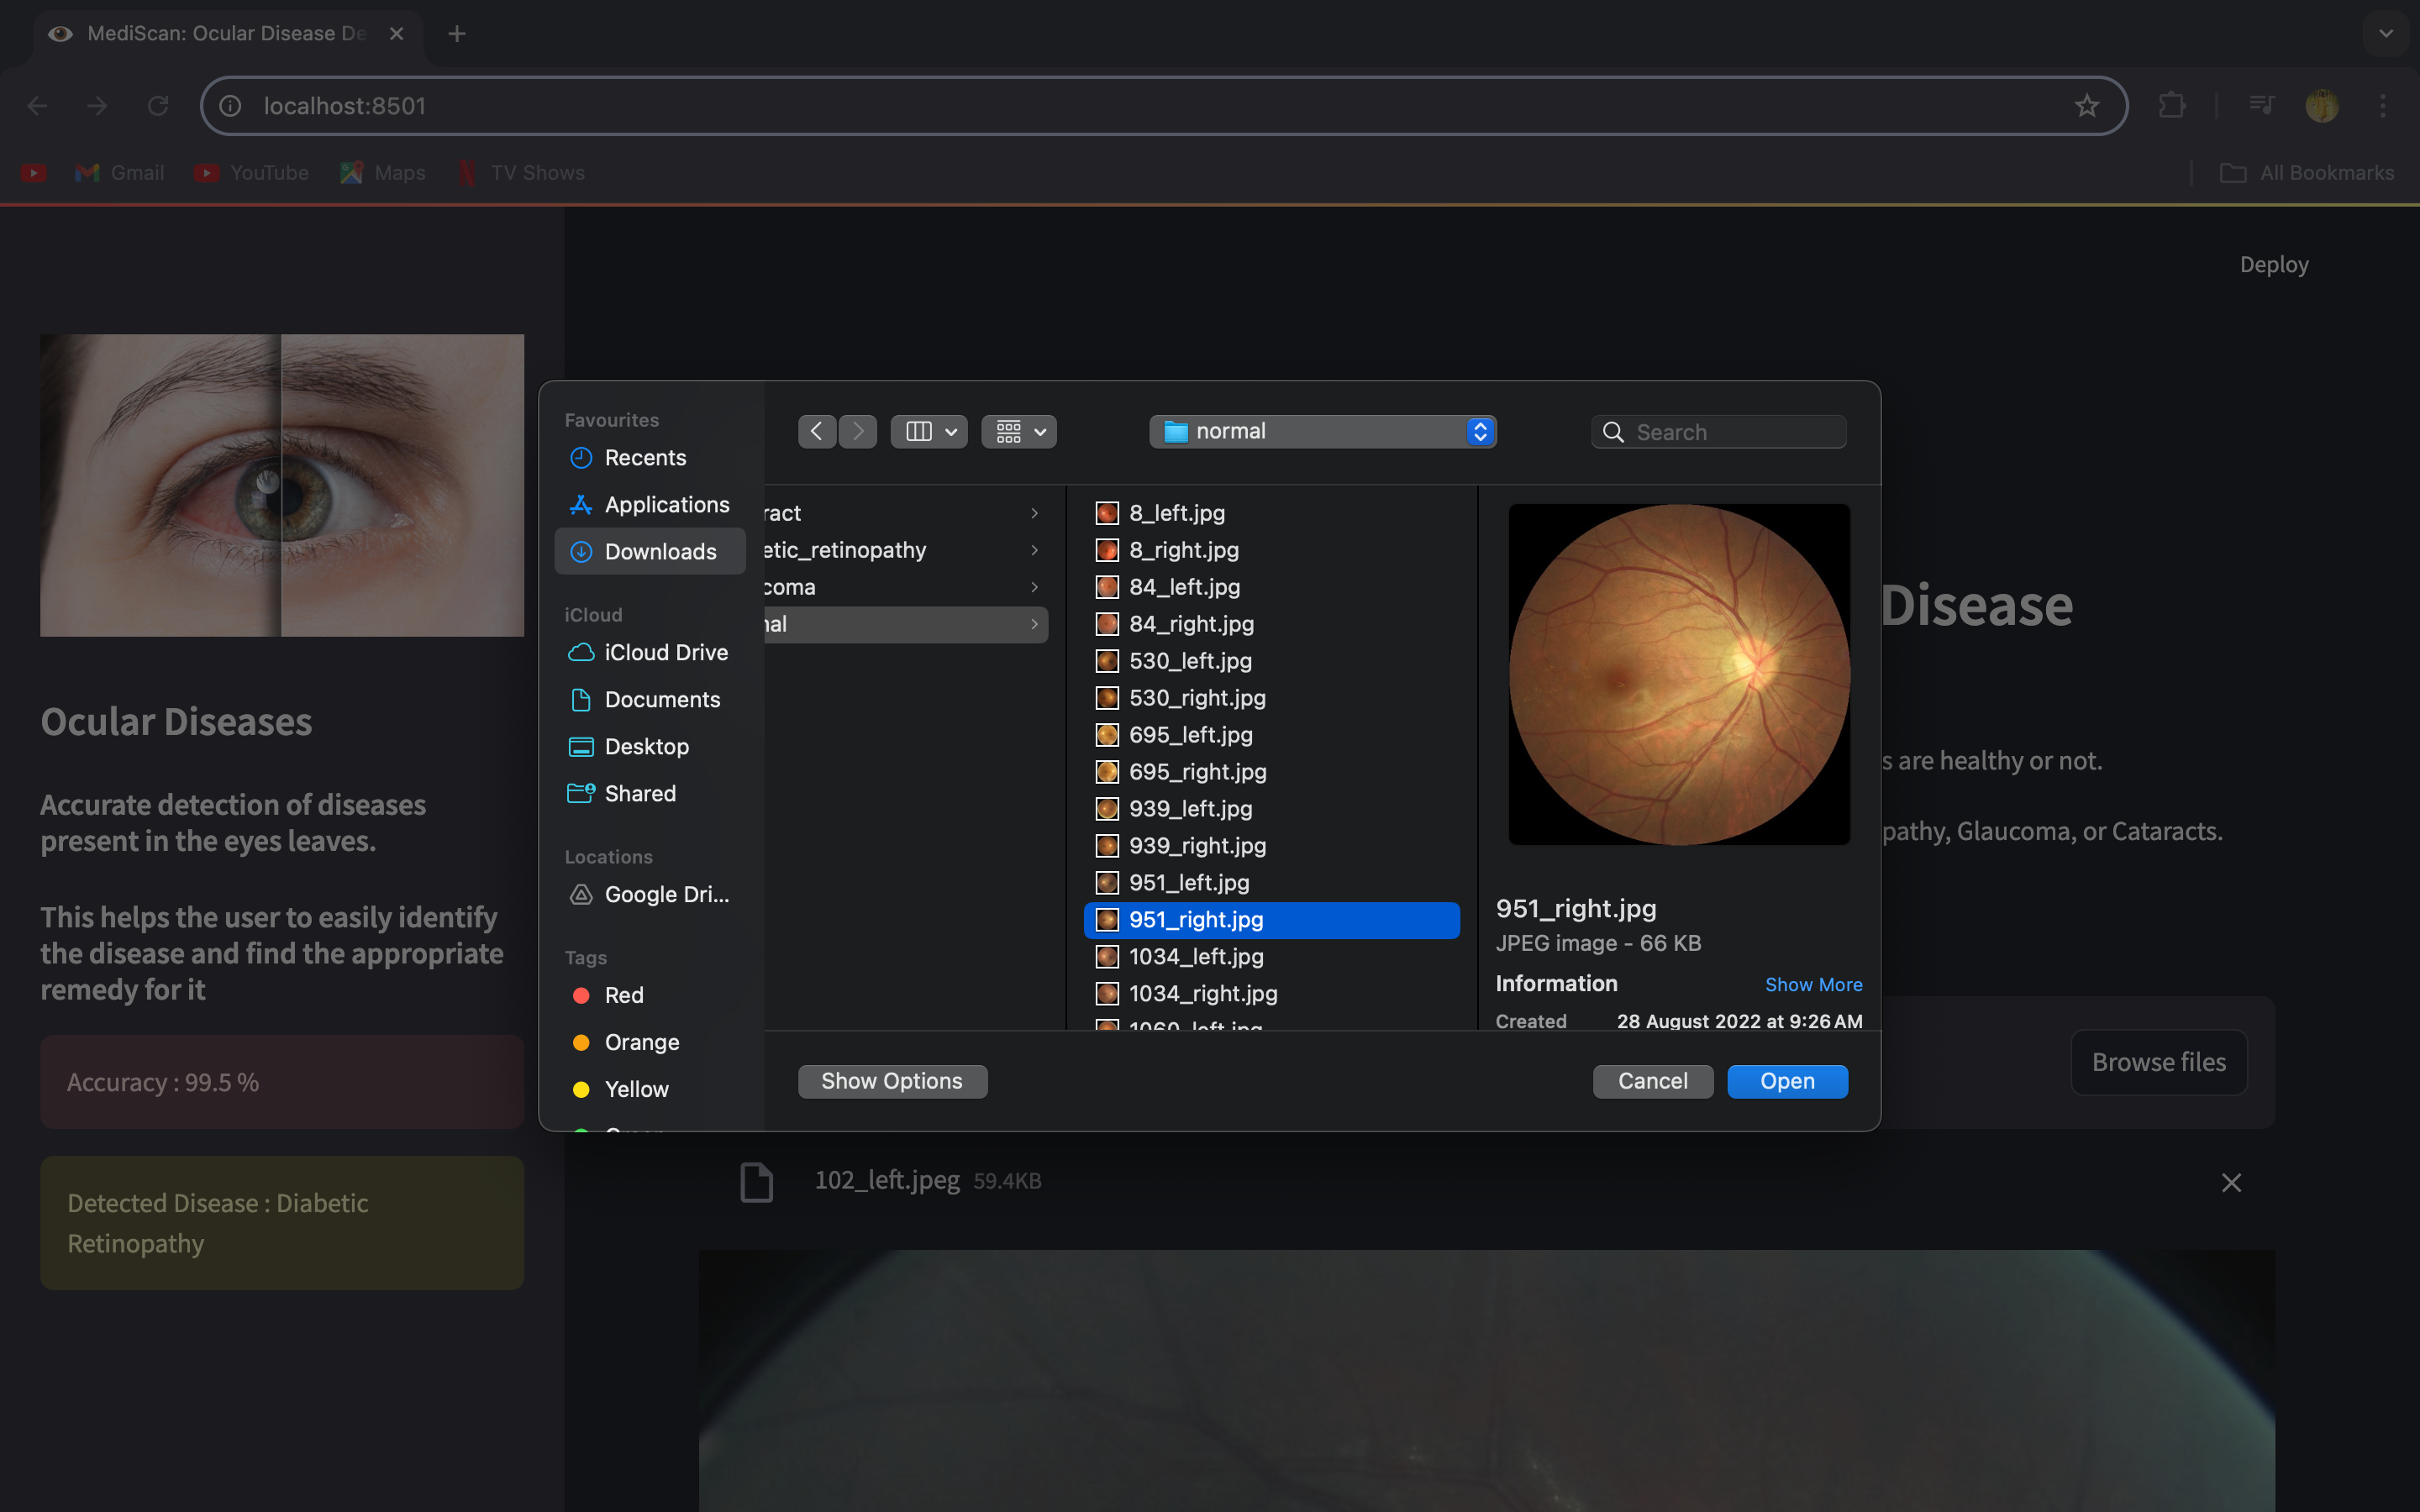 MediScan: Ocular Disease De
localhost:8501
Gmail
YouTube
Maps
TV Shows
All Bookmarks
Deploy
Ocular Diseases
Accurate detection of diseases
present in the eyes leaves.
This helps the user to easily identify
the disease and find the appropriate
remedy for it
Accuracy : 99.5 %
Detected Disease : Diabetic
Retinopathy
Favourites
Recents
Applications
Downloads
iCloud
iCloud Drive
Documents
Desktop
Shared
Locations
Google Dri...
Tags
Red
Orange
Yellow
normal
Search
ract
etic_retinopathy
coma
nal
8_left.jpg
8_right.jpg
84_left.jpg
84_right.jpg
530_left.jpg
530_right.jpg
695_left.jpg
695_right.jpg
939_left.jpg
939_right.jpg
951_left.jpg
951_right.jpg
1034_left.jpg
1034_right.jpg
1060_left.jpg
951_right.jpg
JPEG image - 66 KB
Information
Show More
Created
28 August 2022 at 9:26 AM
Show Options
Cancel
Open
Disease
s are healthy or not.
pathy, Glaucoma, or Cataracts.
Browse files
102_left.jpeg 59.4KB